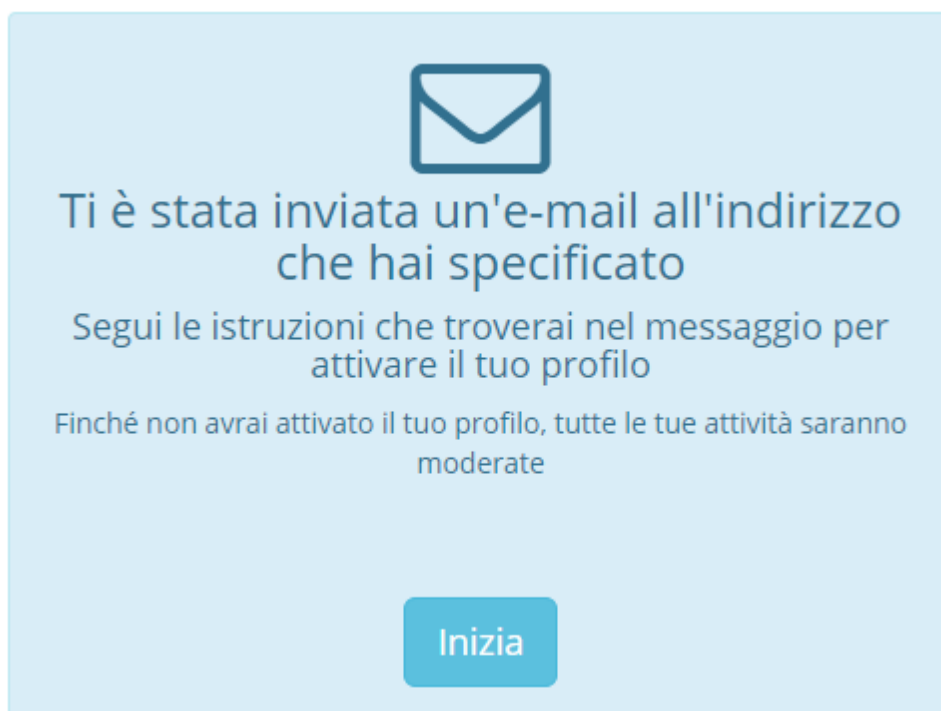 Ti è stata inviata un'e-mail all'indirizzo
che hai specificato
Segui le istruzioni che troverai nel messaggio per
attivare il tuo profilo
Finché non avrai attivato il tuo profilo, tutte le tue attività saranno
moderate
Inizia